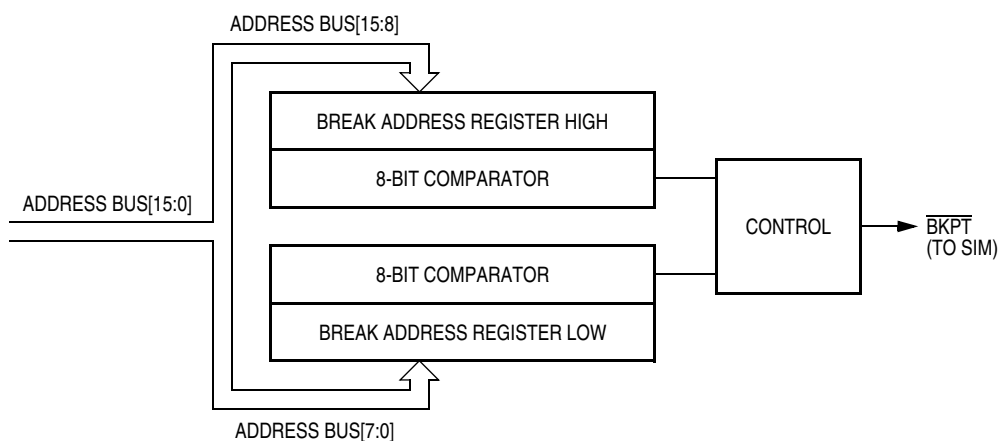 ADDRESS BUS[15:8]
BREAK ADDRESS REGISTER HIGH
8-BIT COMPARATOR
ADDRESS BUS[15:0]
CONTROL
BKPT
(TO SIM)
8-BIT COMPARATOR
BREAK ADDRESS REGISTER LOW
ADDRESS BUS[7:0]